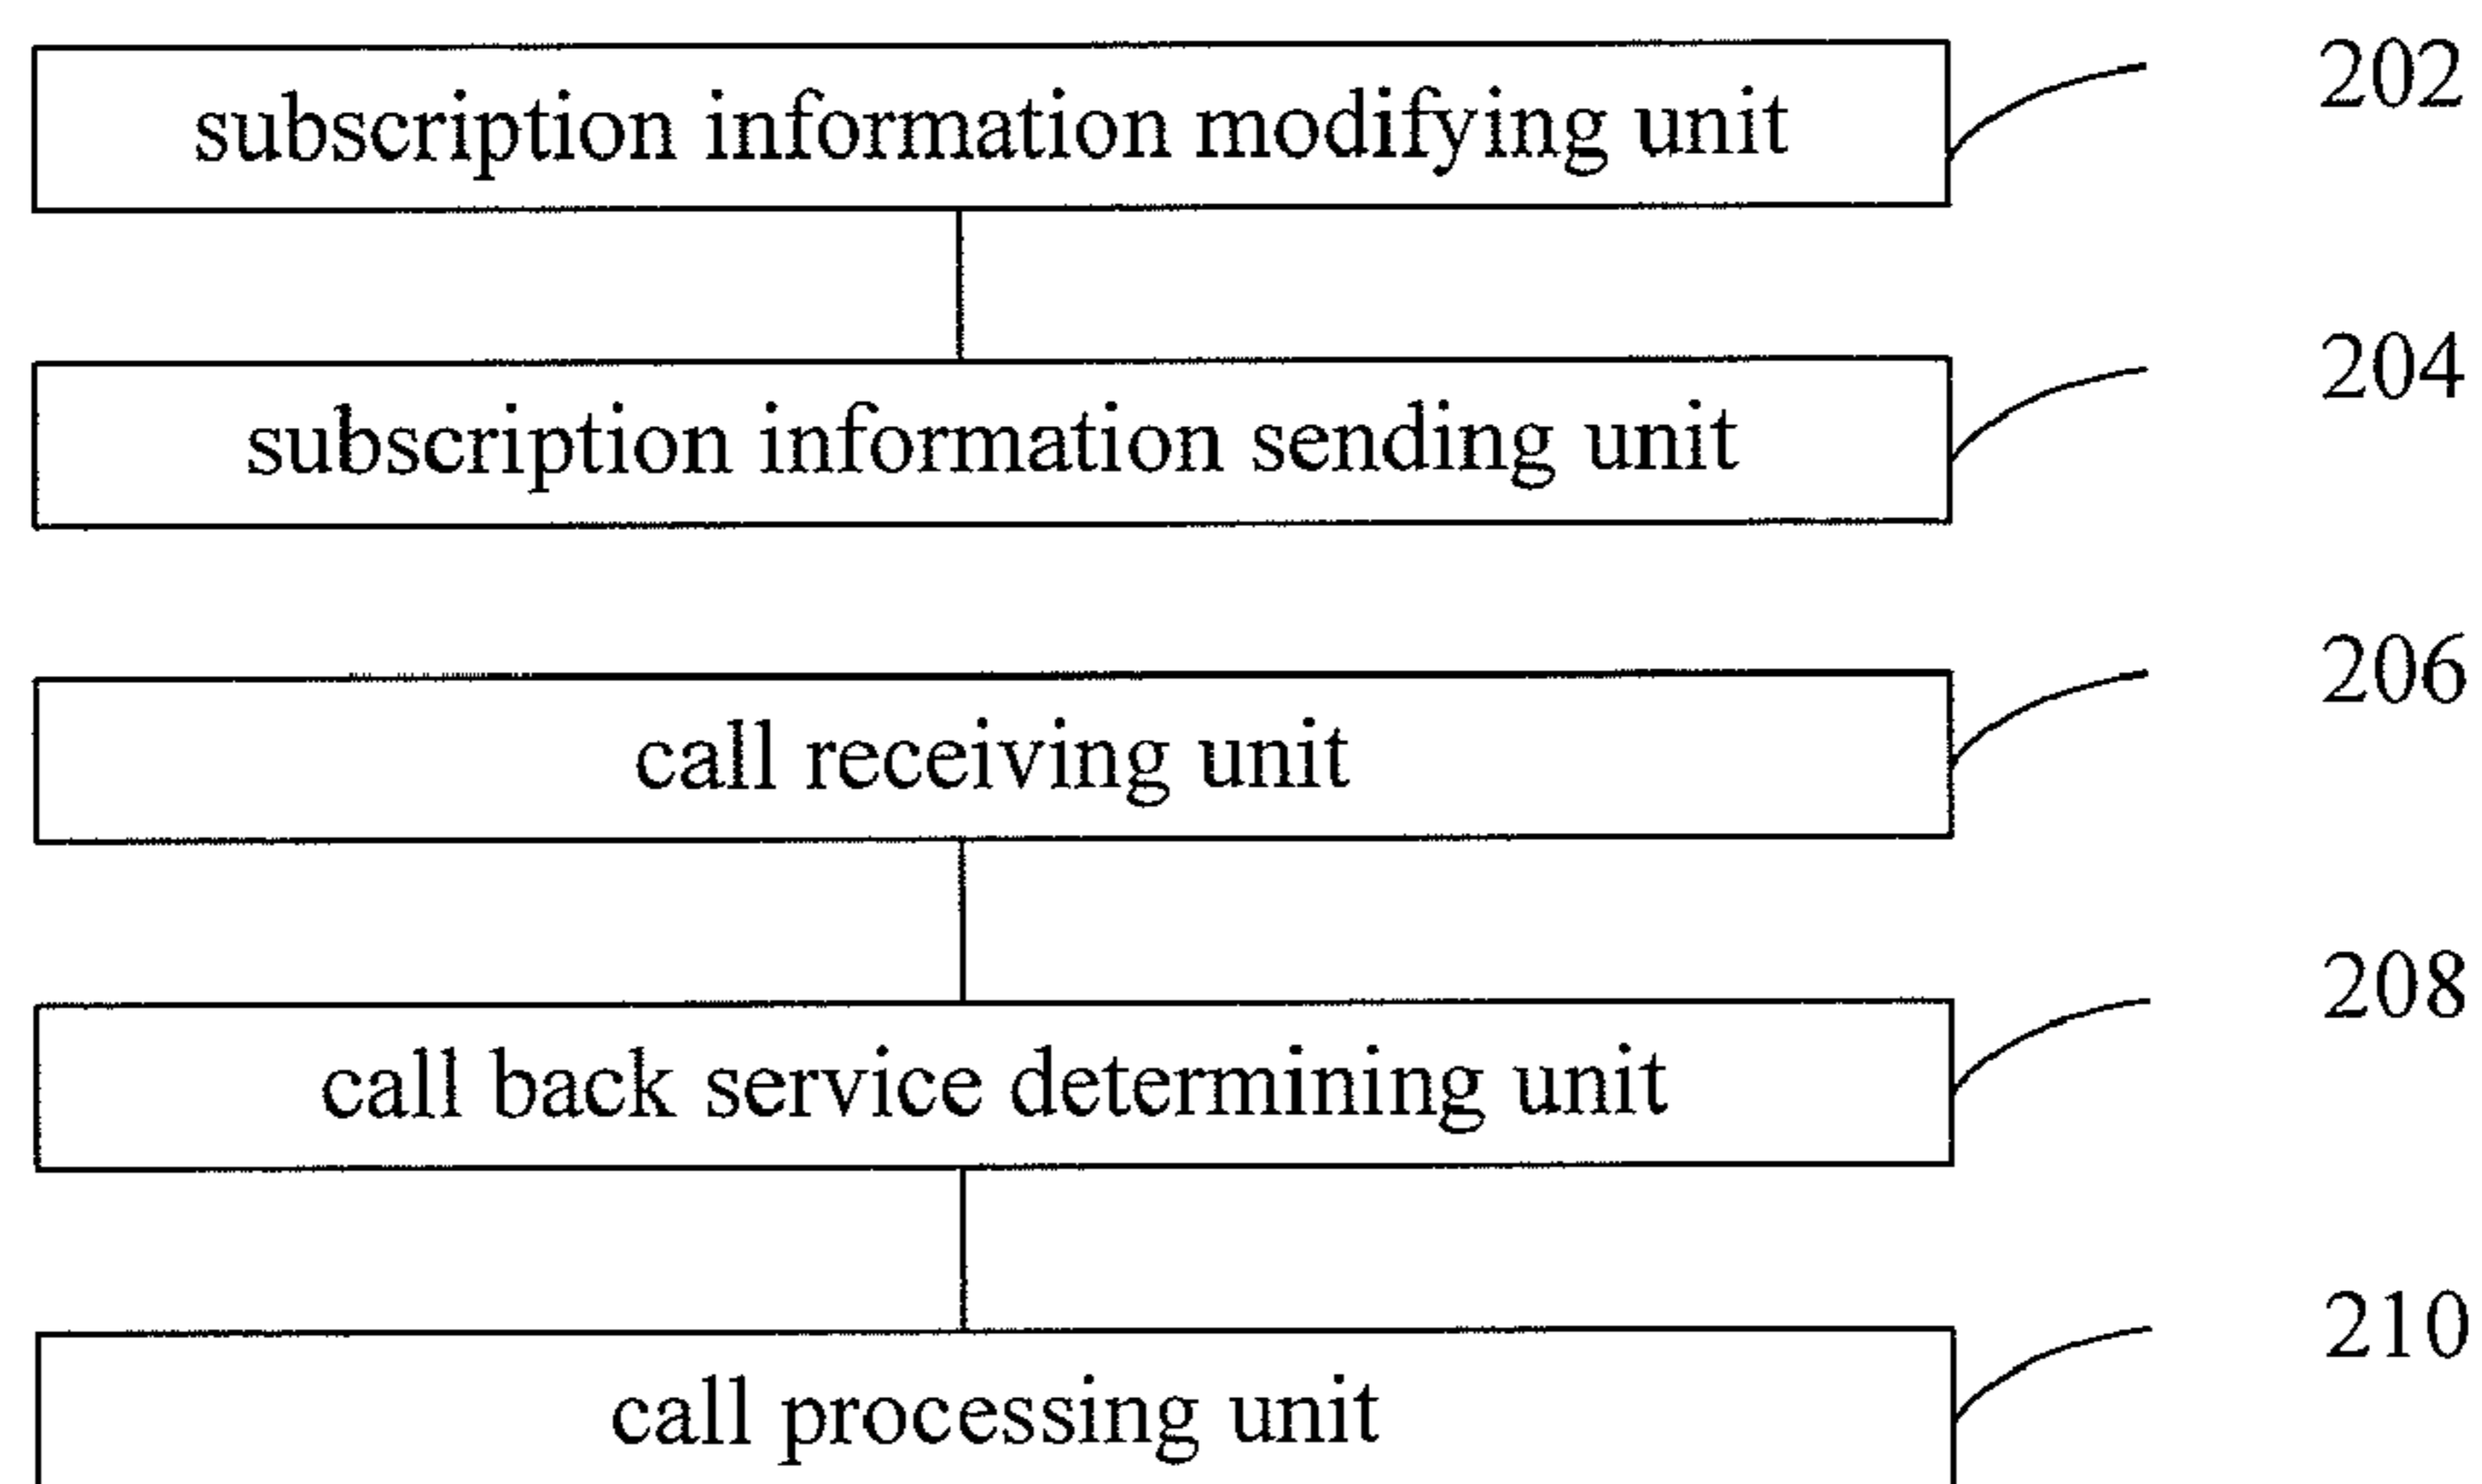 subscription information modifying unit 202
subscription information sending unit 204
call receiving unit 206
call back service determining unit 208
call processing unit 210